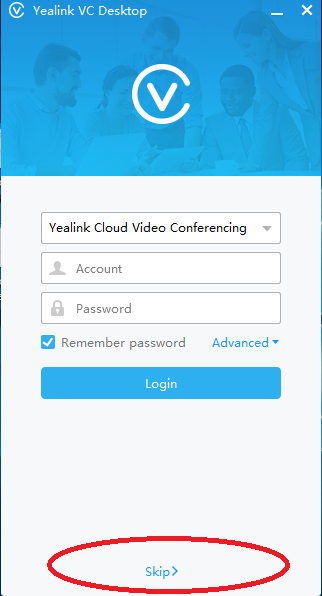 Yealink VC Desktop
Yealink Cloud Video Conferencing
Account
Password
Remember password Advanced
Login
Skip>